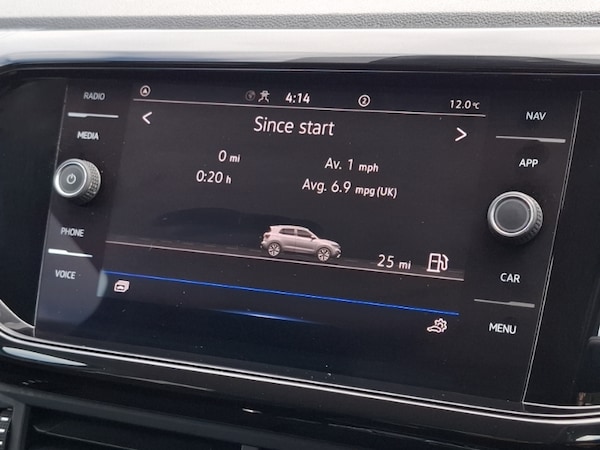 RADIO
MEDIA
PHONE
VOICE
4:14
2
12.0°C
Since start
0 mi
Av. 1 mph
0:20 h
Avg. 6.9 mpg (UK)
25 mi
NAV
APP
CAR
MENU